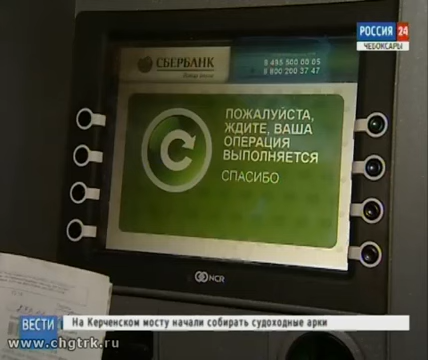 РОССИЯ 24
ЧЕБОКСАРЫ
СБЕРБАНК
8 495 500 00 05
8 800 200 37 47
ПОЖАЛУЙСТА,
ЖДИТЕ, ВАША
ОПЕРАЦИЯ
ВЫПОЛНЯЕТСЯ
СПАСИБО
NCR
ВЕСТИ
На Керченском мосту начали собирать судоходные арки
www.chgtrk.ru